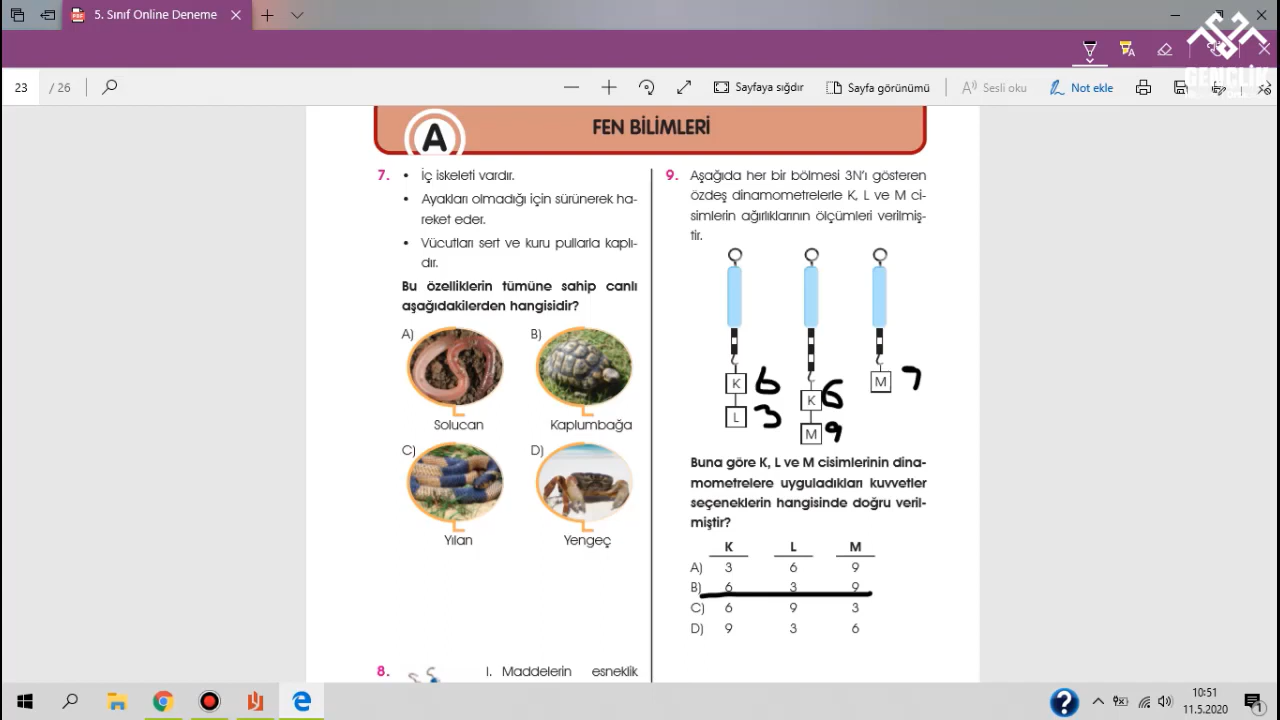 5. Sınıf Online Deneme
GENÇLİK
23 / 26
Sayfaya sığdır
Sayfa görünümü
Sesli oku
Not ekle
A
FEN BİLİMLERİ
7. • İç iskeleti vardır.
• Ayakları olmadığı için sürünerek ha-
reket eder.
• Vücutları sert ve kuru pullarla kaplı-
dır.
Bu özelliklerin tümüne sahip canlı
aşağıdakilerden hangisidir?
A)
B)
Solucan
Kaplumbağa
C)
D)
Yılan
Yengeç
8.
I. Maddelerin esneklik
9. Aşağıda her bir bölmesi 3N'ı gösteren
özdeş dinamometrelerle K, L ve M ci-
simlerin ağırlıklarının ölçümleri verilmiş-
tir.
K 6
L 3
K 6
M 9
M
Buna göre K, L ve M cisimlerinin dina-
mometrelere uyguladıkları kuvvetler
seçeneklerin hangisinde doğru veril-
miştir?
K L M
A) 3 6 9
B) 6 3 9
C) 6 9 3
D) 9 3 6
10:51
11.5.2020
1